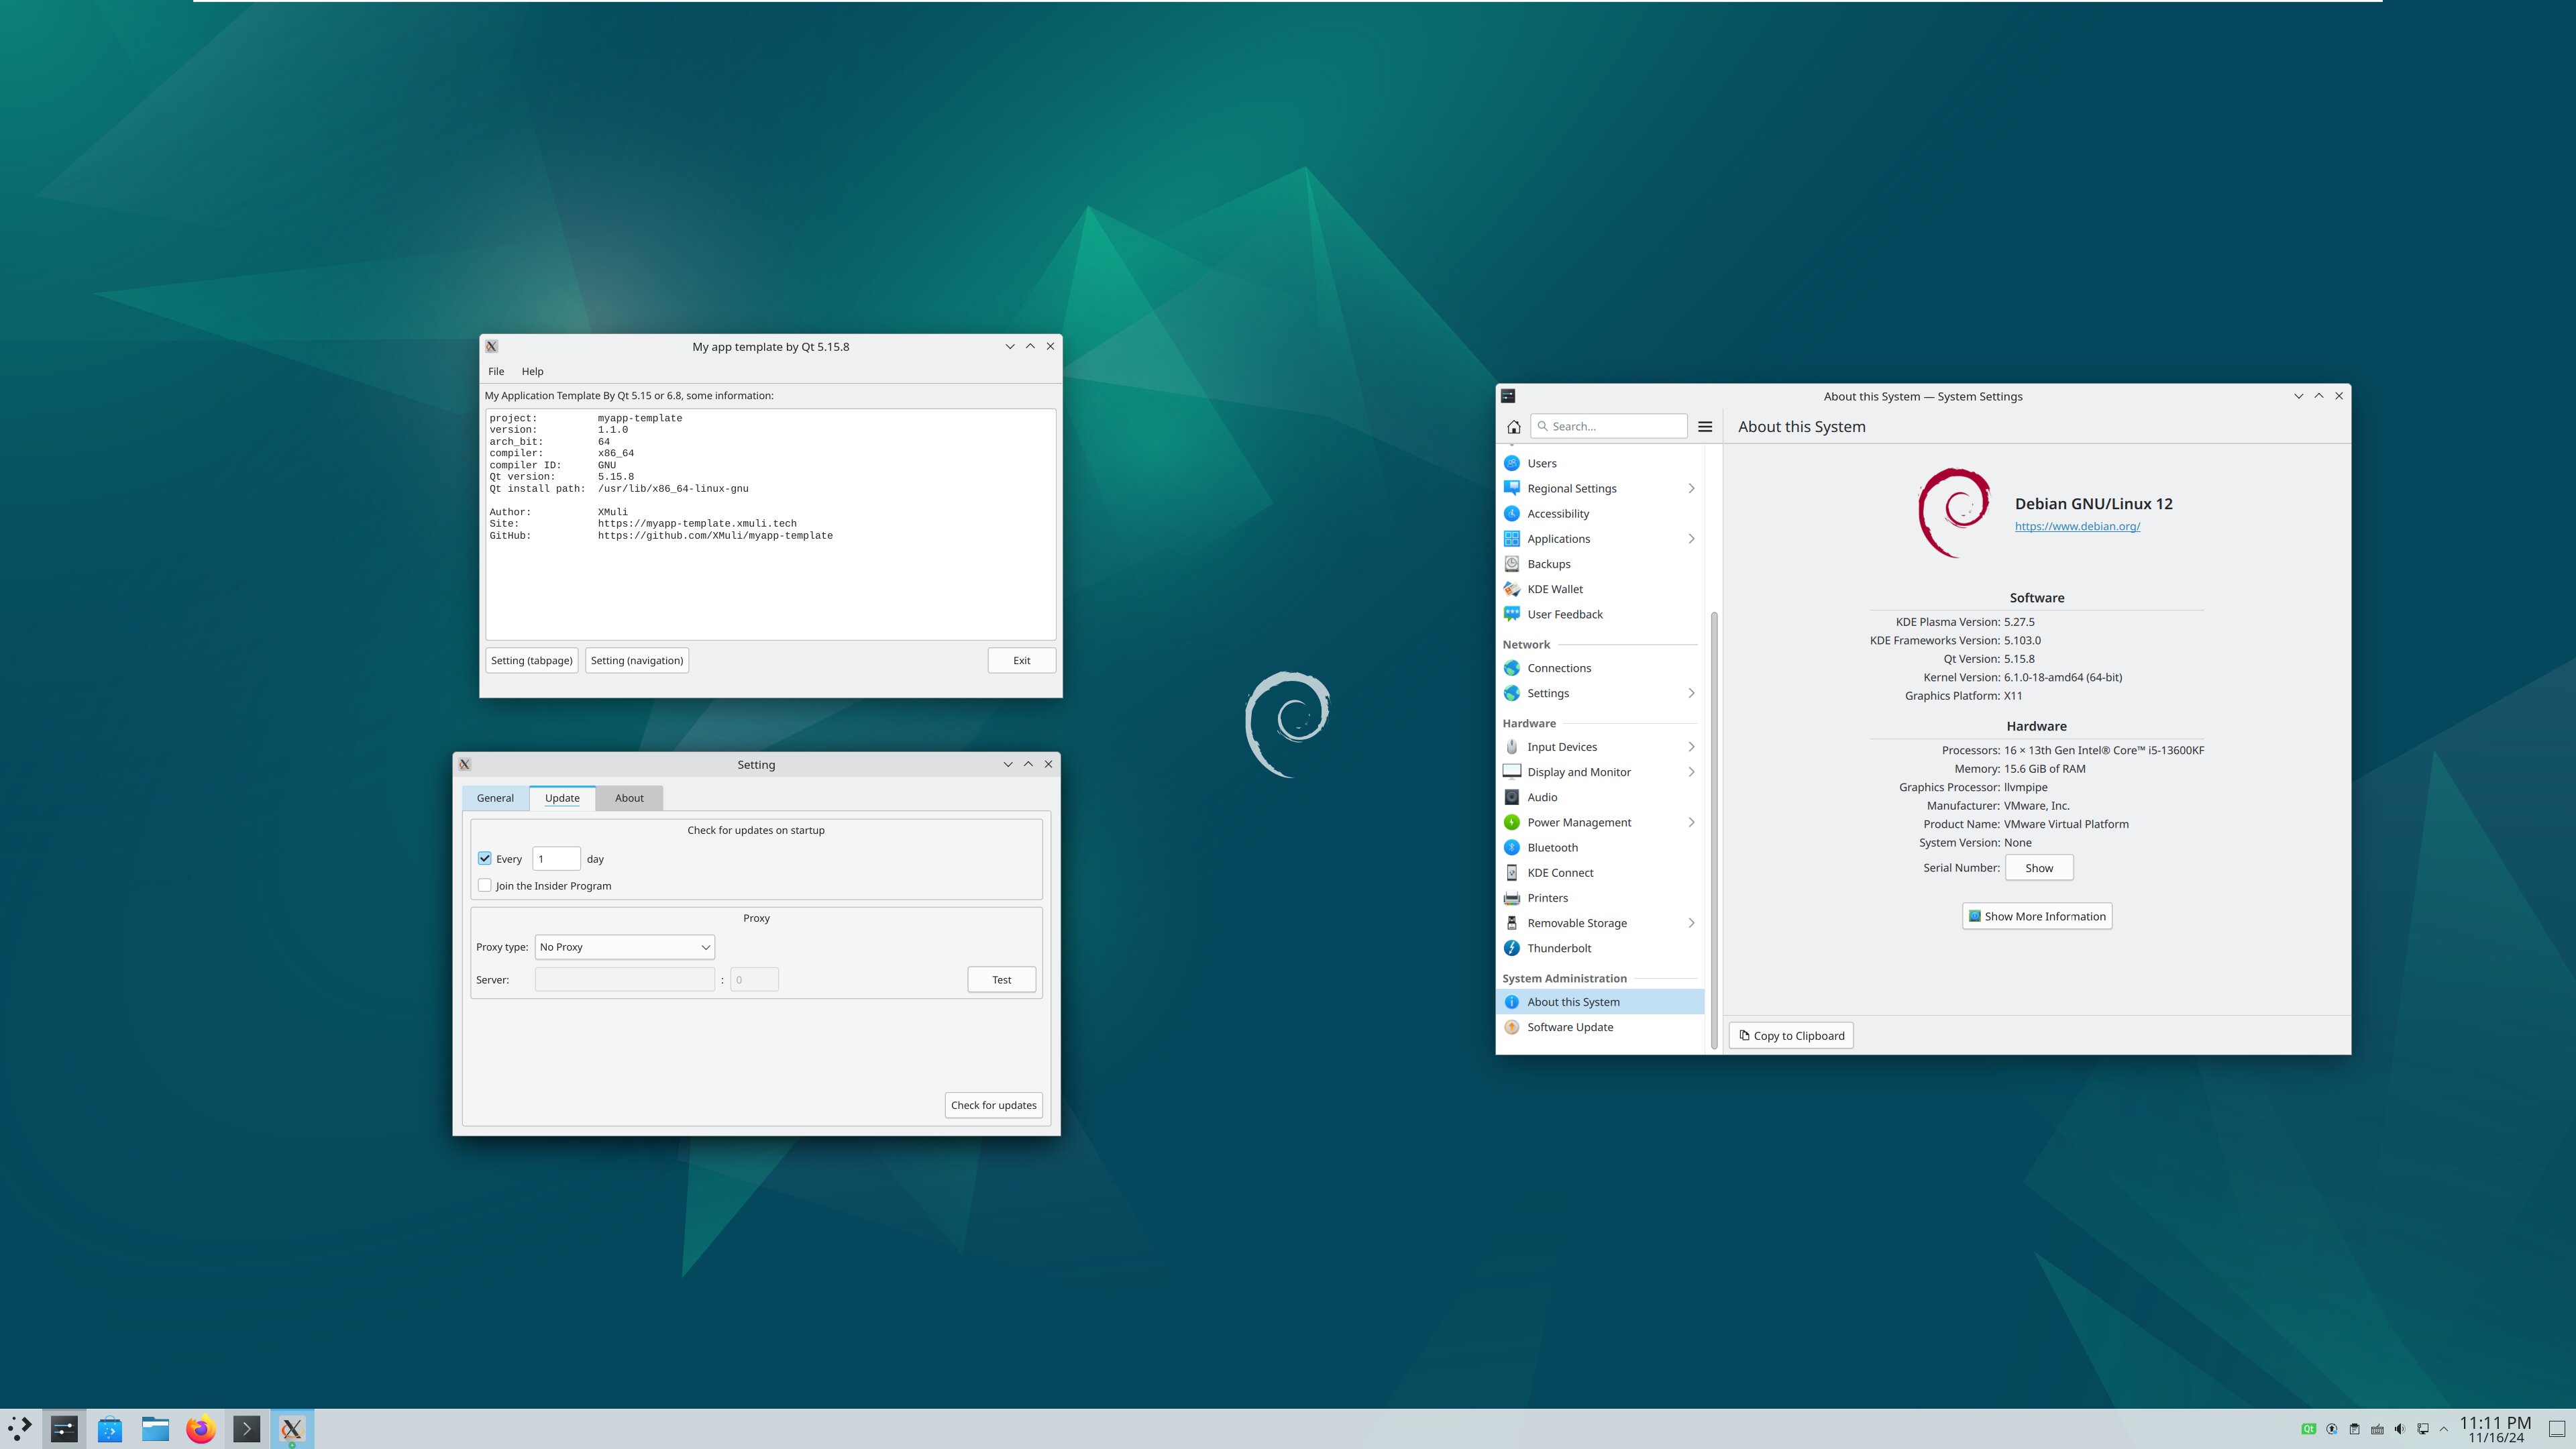 My app template by Qt 5.15.8
File Help
My Application Template By Qt 5.15 or 6.8, some information:
project: myapp-template
version: 1.1.0
arch_bit: 64
compiler: x86_64
compiler ID: GNU
Qt version: 5.15.8
Qt install path: /usr/lib/x86_64-linux-gnu
Author: XMuli
Site: https://myapp-template.xmuli.tech
GitHub: https://github.com/XMuli/myapp-template
Setting (tabpage) Setting (navigation) Exit
Setting
General Update About
Check for updates on startup
Every 1 day
Join the Insider Program
Proxy
Proxy type: No Proxy
Server: : 0 Test
Check for updates
About this System — System Settings
Search...
About this System
Users
Regional Settings
Accessibility
Applications
Backups
KDE Wallet
User Feedback
Network
Connections
Settings
Hardware
Input Devices
Display and Monitor
Audio
Power Management
Bluetooth
KDE Connect
Printers
Removable Storage
Thunderbolt
System Administration
About this System
Software Update
Debian GNU/Linux 12
https://www.debian.org/
Software
KDE Plasma Version: 5.27.5
KDE Frameworks Version: 5.103.0
Qt Version: 5.15.8
Kernel Version: 6.1.0-18-amd64 (64-bit)
Graphics Platform: X11
Hardware
Processors: 16 × 13th Gen Intel® Core™ i5-13600KF
Memory: 15.6 GiB of RAM
Graphics Processor: llvmpipe
Manufacturer: VMware, Inc.
Product Name: VMware Virtual Platform
System Version: None
Serial Number: Show
Show More Information
Copy to Clipboard
Qt
11:11 PM
11/16/24